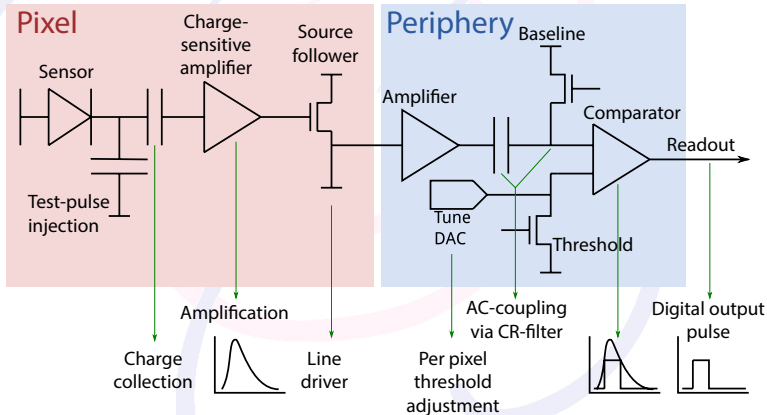 Pixel
Periphery
Charge-
sensitive
amplifier
Source
follower
Baseline
Sensor
Amplifier
Comparator
Readout
Test-pulse
injection
Tune
DAC
Threshold
Amplification
AC-coupling
via CR-filter
Digital output
pulse
Charge
collection
Line
driver
Per pixel
threshold
adjustment